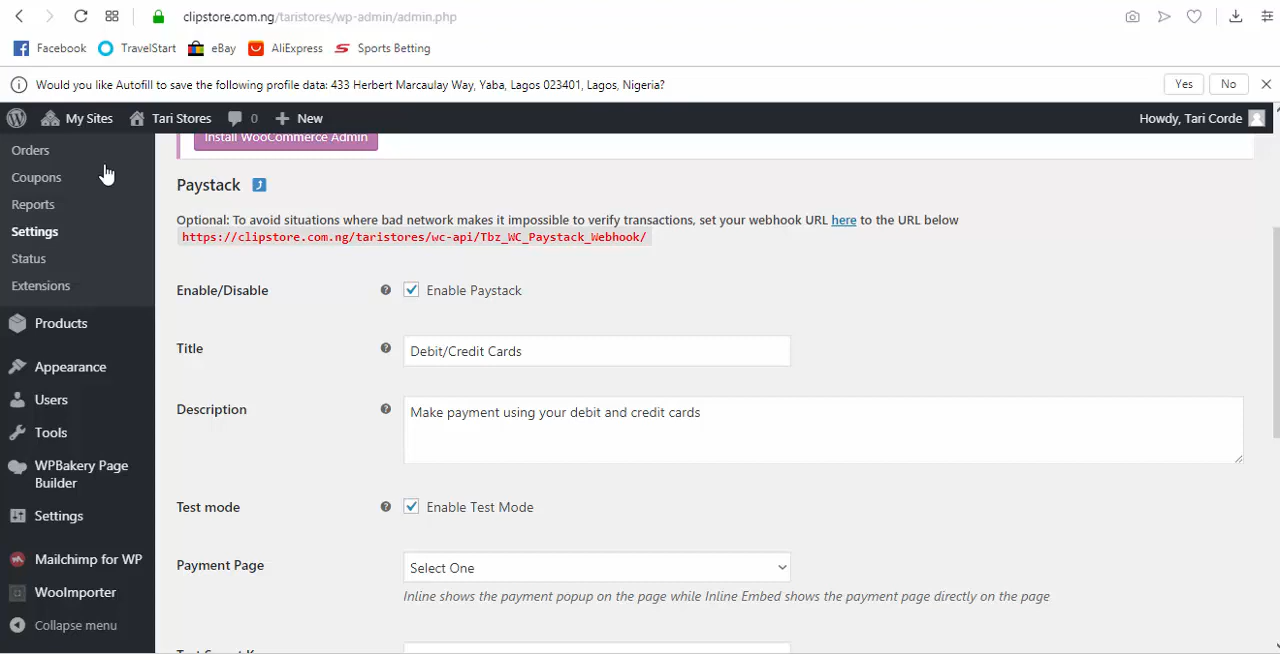 clipstore.com.ng/taristores/wp-admin/admin.php
Facebook TravelStart eBay AliExpress Sports Betting
Would you like Autofill to save the following profile data: 433 Herbert Marcaulay Way, Yaba, Lagos 023401, Lagos, Nigeria? Yes No
My Sites Tari Stores 0 New Howdy, Tari Corde
Install WooCommerce Admin
Orders
Coupons
Reports
Settings
Status
Extensions
Products
Appearance
Users
Tools
WPBakery Page
Builder
Settings
Mailchimp for WP
WooImporter
Collapse menu
Paystack
Optional: To avoid situations where bad network makes it impossible to verify transactions, set your webhook URL here to the URL below
https://clipstore.com.ng/taristores/wc-api/Tbz_WC_Paystack_Webhook/
Enable/Disable Enable Paystack
Title Debit/Credit Cards
Description Make payment using your debit and credit cards
Test mode Enable Test Mode
Payment Page Select One
Inline shows the payment popup on the page while Inline Embed shows the payment page directly on the page